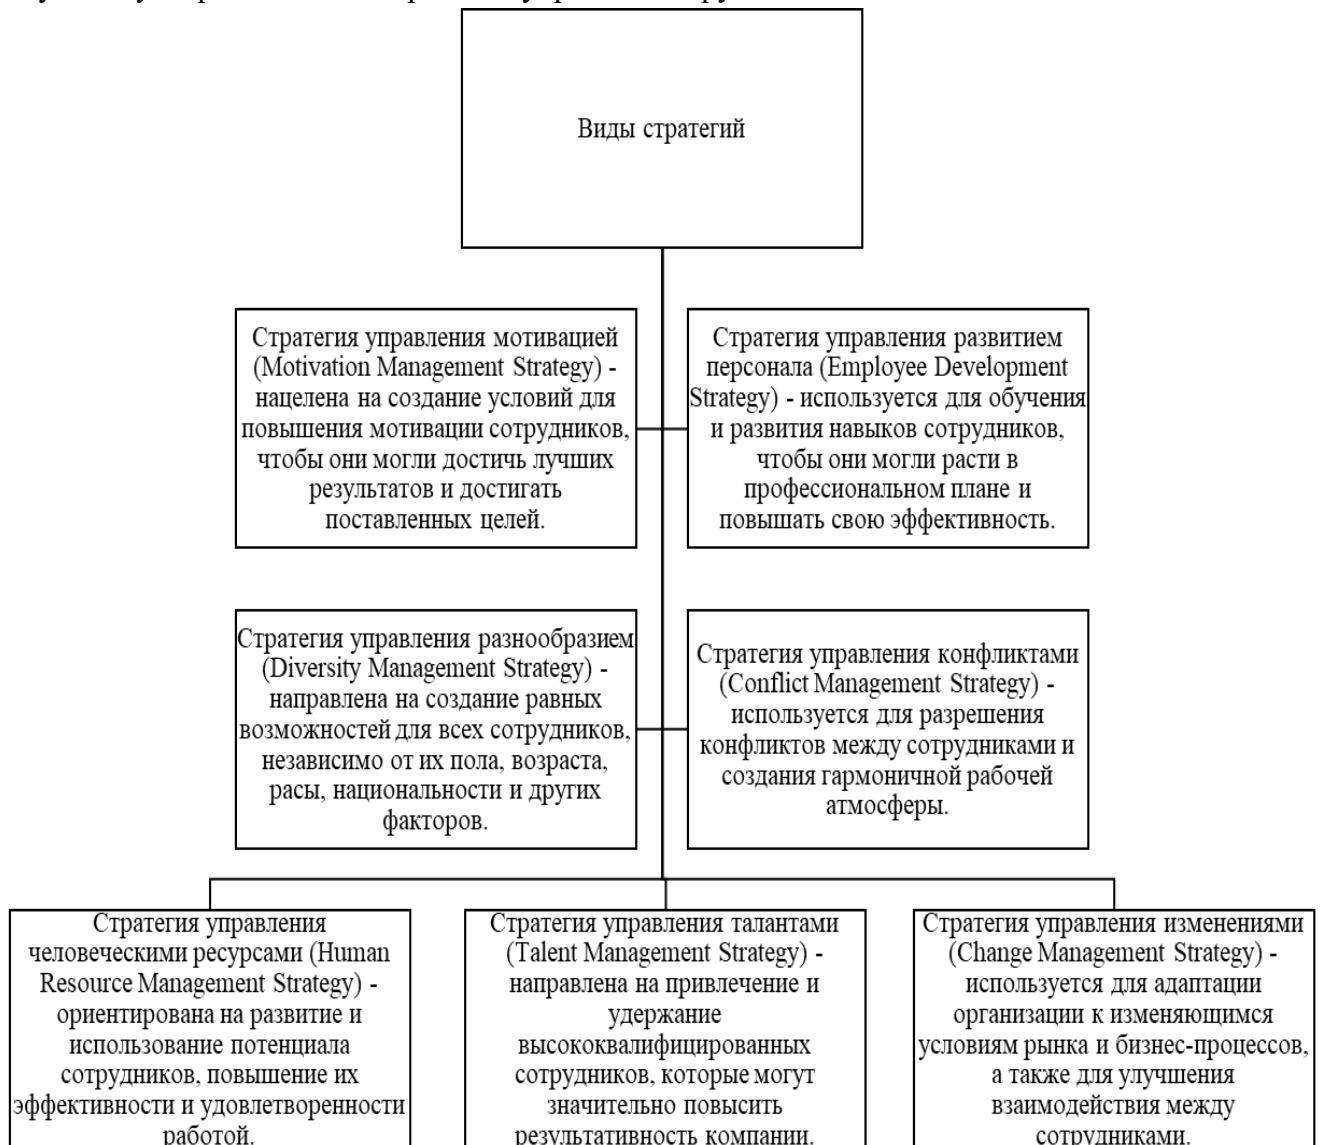 Виды стратегий
Стратегия управления мотивацией
(Motivation Management Strategy) -
нацелена на создание условий для
повышения мотивации сотрудников,
чтобы они могли достичь лучших
результатов и достигать
поставленных целей.
Стратегия управления развитием
персонала (Employee Development
Strategy) - используется для обучения
и развития навыков сотрудников,
чтобы они могли расти в
профессиональном плане и
повышать свою эффективность.
Стратегия управления разнообразием
(Diversity Management Strategy) -
направлена на создание равных
возможностей для всех сотрудников,
независимо от их пола, возраста,
расы, национальности и других
факторов.
Стратегия управления конфликтами
(Conflict Management Strategy) -
используется для разрешения
конфликтов между сотрудниками и
создания гармоничной рабочей
атмосферы.
Стратегия управления
человеческими ресурсами (Human
Resource Management Strategy) -
ориентирована на развитие и
использование потенциала
сотрудников, повышение их
эффективности и удовлетворенности
работой.
Стратегия управления талантами
(Talent Management Strategy) -
направлена на привлечение и
удержание
высококвалифицированных
сотрудников, которые могут
значительно повысить
результативность компании.
Стратегия управления изменениями
(Change Management Strategy) -
используется для адаптации
организации к изменяющимся
условиям рынка и бизнес-процессов,
а также для улучшения
взаимодействия между
сотрудниками.